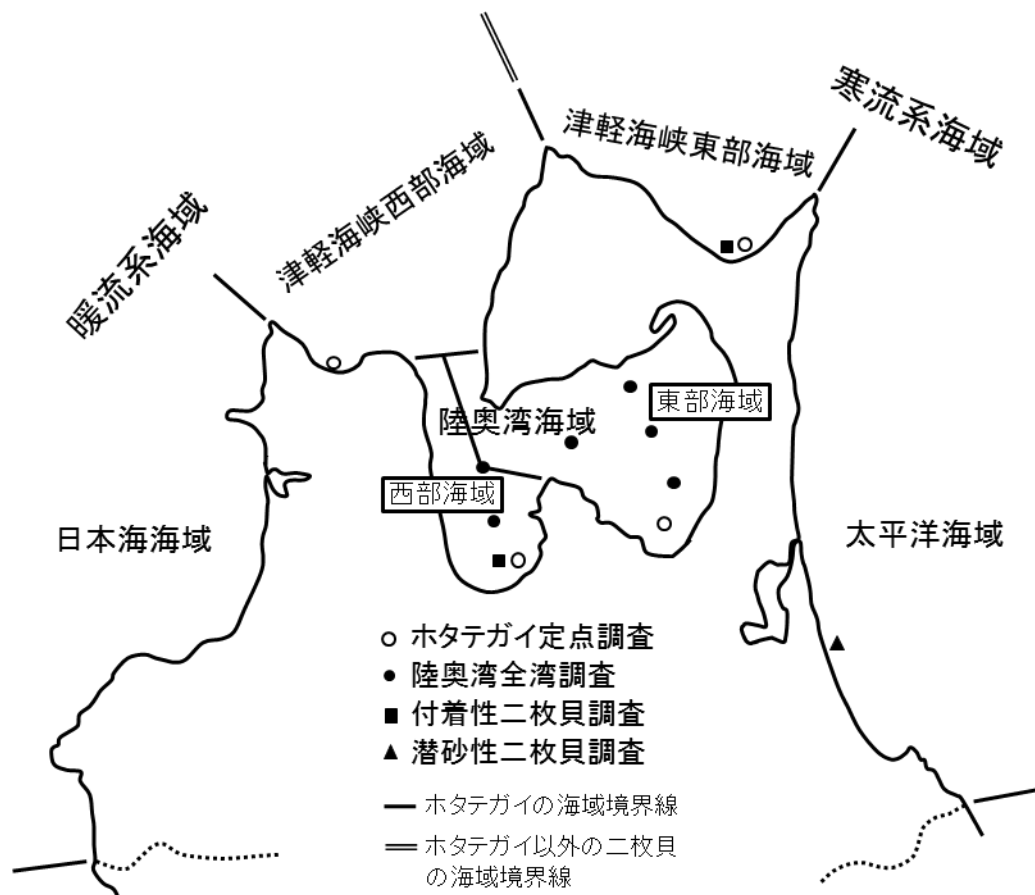 寒流系海域
津軽海峡東部海域
津軽海峡西部海域
暖流系海域
東部海域
陸奥湾海域
西部海域
日本海海域
太平洋海域
ホタテガイ定点調査
陸奥湾全湾調査
付着性二枚貝調査
潜砂性二枚貝調査
ホタテガイの海域境界線
ホタテガイ以外の二枚貝
の海域境界線